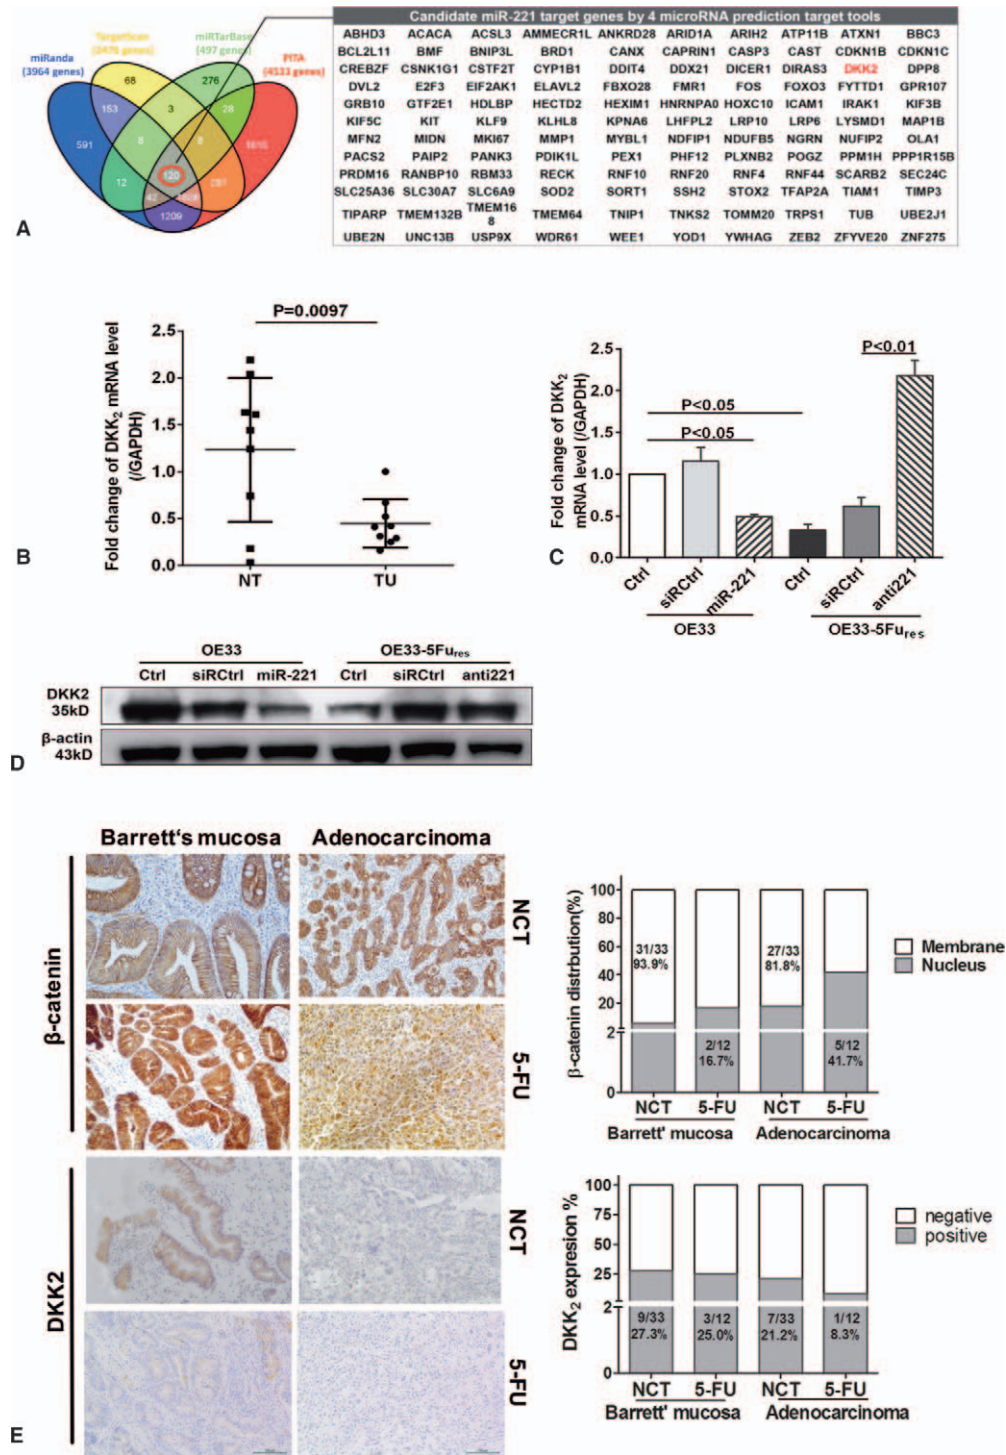 Candidate miR-221 target genes by 4 microRNA prediction target tools
miRanda
(3964 genes)
TargetScan
(2476 genes)
miRTarBase
(497 genes)
PITA
(4533 genes)
68
276
153
3
28
591
8
8
12
120
42
1209
ABHD3 ACACA ACSL3 AMMECR1L ANKRD28 ARID1A ARIH2 ATP11B ATXN1 BBC3
BCL2L11 BMF BNIP3L BRD1 CANX CAPRIN1 CASP3 CAST CDKN1B CDKN1C
CREBZF CSNK1G1 CSTF2T CYP1B1 DDIT4 DDX21 DICER1 DIRAS3 DKK2 DPP8
DVL2 E2F3 EIF2AK1 ELAVL2 FBXO28 FMR1 FOS FOXO3 FYTTD1 GPR107
GRB10 GTF2E1 HDLBP HECTD2 HEXIM1 HNRNPA0 HOXC10 ICAM1 IRAK1 KIF3B
KIF5C KIT KLF9 KLHL8 KPNA6 LHFPL2 LRP10 LRP6 LYSMD1 MAP1B
MFN2 MIDN MKI67 MMP1 MYBL1 NDFIP1 NDUFB5 NGRN NUFIP2 OLA1
PACS2 PAIP2 PANK3 PDIK1L PEX1 PHF12 PLXNB2 POGZ PPM1H PPP1R15B
PRDM16 RANBP10 RBM33 RECK RNF10 RNF20 RNF4 RNF44 SCARB2 SEC24C
SLC25A36 SLC30A7 SLC6A9 SOD2 SORT1 SSH2 STOX2 TFAP2A TIAM1 TIMP3
TIPARP TMEM132B TMEM168 TMEM64 TNIP1 TNKS2 TOMM20 TRPS1 TUB UBE2J1
UBE2N UNC13B USP9X WDR61 WEE1 YOD1 YWHAG ZEB2 ZFYVE20 ZNF275
A
P=0.0097
Fold change of DKK2 mRNA level
(/GAPDH)
2.5
2.0
1.5
1.0
0.5
0.0
NT TU
B
P<0.01
P<0.05
P<0.05
Fold change of DKK2
mRNA level (/GAPDH)
2.5
2.0
1.5
1.0
0.5
0.0
Ctrl siRCtrl miR-221 Ctrl siRCtrl anti221
OE33 OE33-5Fures
C
OE33 OE33-5Fures
Ctrl siRCtrl miR-221 Ctrl siRCtrl anti221
DKK2
35kD
β-actin
43kD
D
Barrett‘s mucosa Adenocarcinoma
β-catenin
NCT
5-FU
DKK2
NCT
5-FU
β-catenin distrbution(%)
100
80
60
40
20
2
0
31/33
93.9%
2/12
16.7%
27/33
81.8%
5/12
41.7%
Membrane
Nucleus
NCT 5-FU NCT 5-FU
Barrett' mucosa Adenocarcinoma
DKK2 expresion %
100
75
50
25
2
0
9/33
27.3%
3/12
25.0%
7/33
21.2%
1/12
8.3%
negative
positive
NCT 5-FU NCT 5-FU
Barrett' mucosa Adenocarcinoma
E